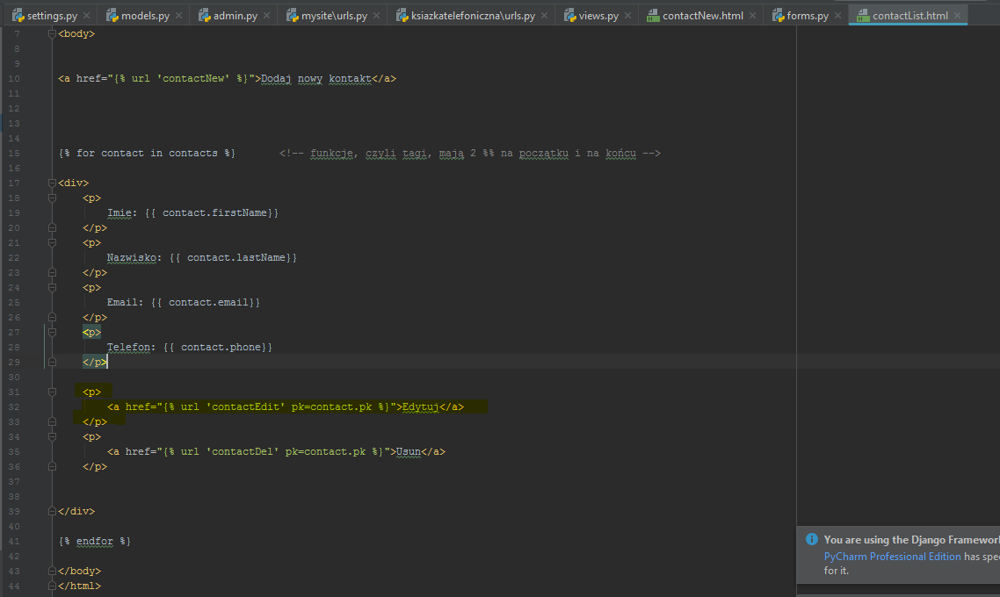 settings.py models.py admin.py mysite\urls.py ksiazkatelefoniczna\urls.py views.py contactNew.html forms.py contactList.html
7 <body>
8
9
10 <a href="{% url 'contactNew' %}">Dodaj nowy kontakt</a>
11
12
13
14
15 {% for contact in contacts %} <!-- funkcje, czyli tagi, mają 2 %% na początku i na końcu -->
16
17 <div>
18 <p>
19 Imie: {{ contact.firstName}}
20 </p>
21 <p>
22 Nazwisko: {{ contact.lastName}}
23 </p>
24 <p>
25 Email: {{ contact.email}}
26 </p>
27 <p>
28 Telefon: {{ contact.phone}}
29 </p>
30
31 <p>
32 <a href="{% url 'contactEdit' pk=contact.pk %}">Edytuj</a>
33 </p>
34 <p>
35 <a href="{% url 'contactDel' pk=contact.pk %}">Usun</a>
36 </p>
37
38
39 </div>
40
41 {% endfor %}
42
43 </body>
44 </html>
You are using the Django Framework
PyCharm Professional Edition has spe
for it.